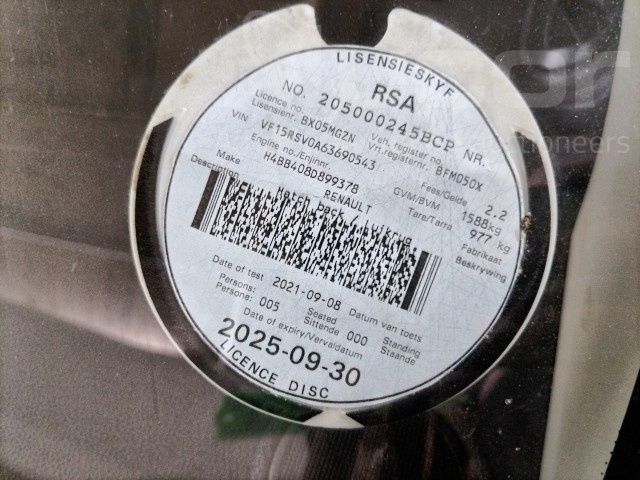 LISENSIESKYF
RSA
NO. 205000245BCP NR.
Licence no. BX05MG2N Veh. register no. BFM050X
Lisensienr. Vrt.registernr.
VIN VF15RSV0A63690543 Fees/Gelde 2.2
Engine no./Enjinnr. H4BB408D899378 GVM/BVM 1588kg
Tare/Tarra 977 kg
Make RENAULT Fabrikaat
Description Hatch back / Beskrywing
Date of test 2021-09-08 Datum van toets
Persons: 005 Seated 000 Standing
Persone: Sittende Staande
Date of expiry/Vervaldatum
2025-09-30
LICENCE DISC